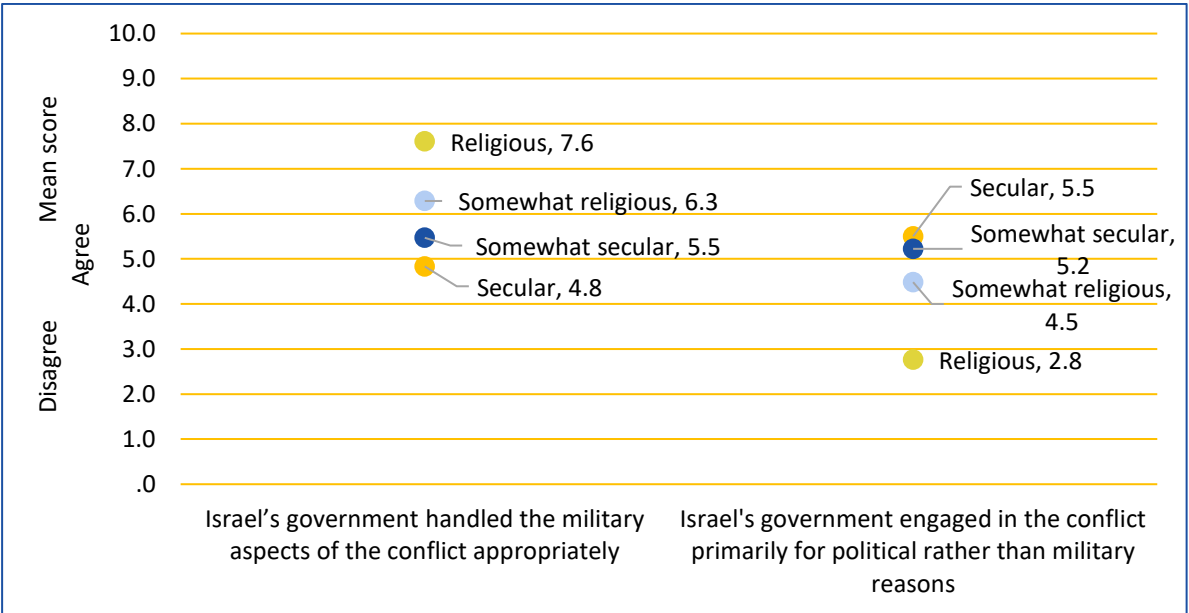 10.0
9.0
8.0
7.0
6.0
5.0
4.0
3.0
2.0
1.0
.0
Mean score
Agree
Disagree
Religious, 7.6
Somewhat religious, 6.3
Somewhat secular, 5.5
Secular, 4.8
Secular, 5.5
Somewhat secular,
5.2
Somewhat religious,
4.5
Religious, 2.8
Israel’s government handled the military
aspects of the conflict appropriately
Israel's government engaged in the conflict
primarily for political rather than military
reasons